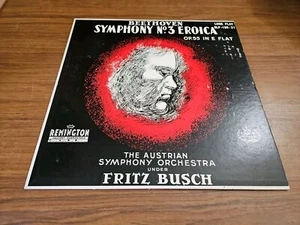 BEETHOVEN
SYMPHONY No 3 "EROICA"
OP.55 IN E FLAT
LONG PLAY
REMINGTON
THE AUSTRIAN
SYMPHONY ORCHESTRA
UNDER
FRITZ BUSCH